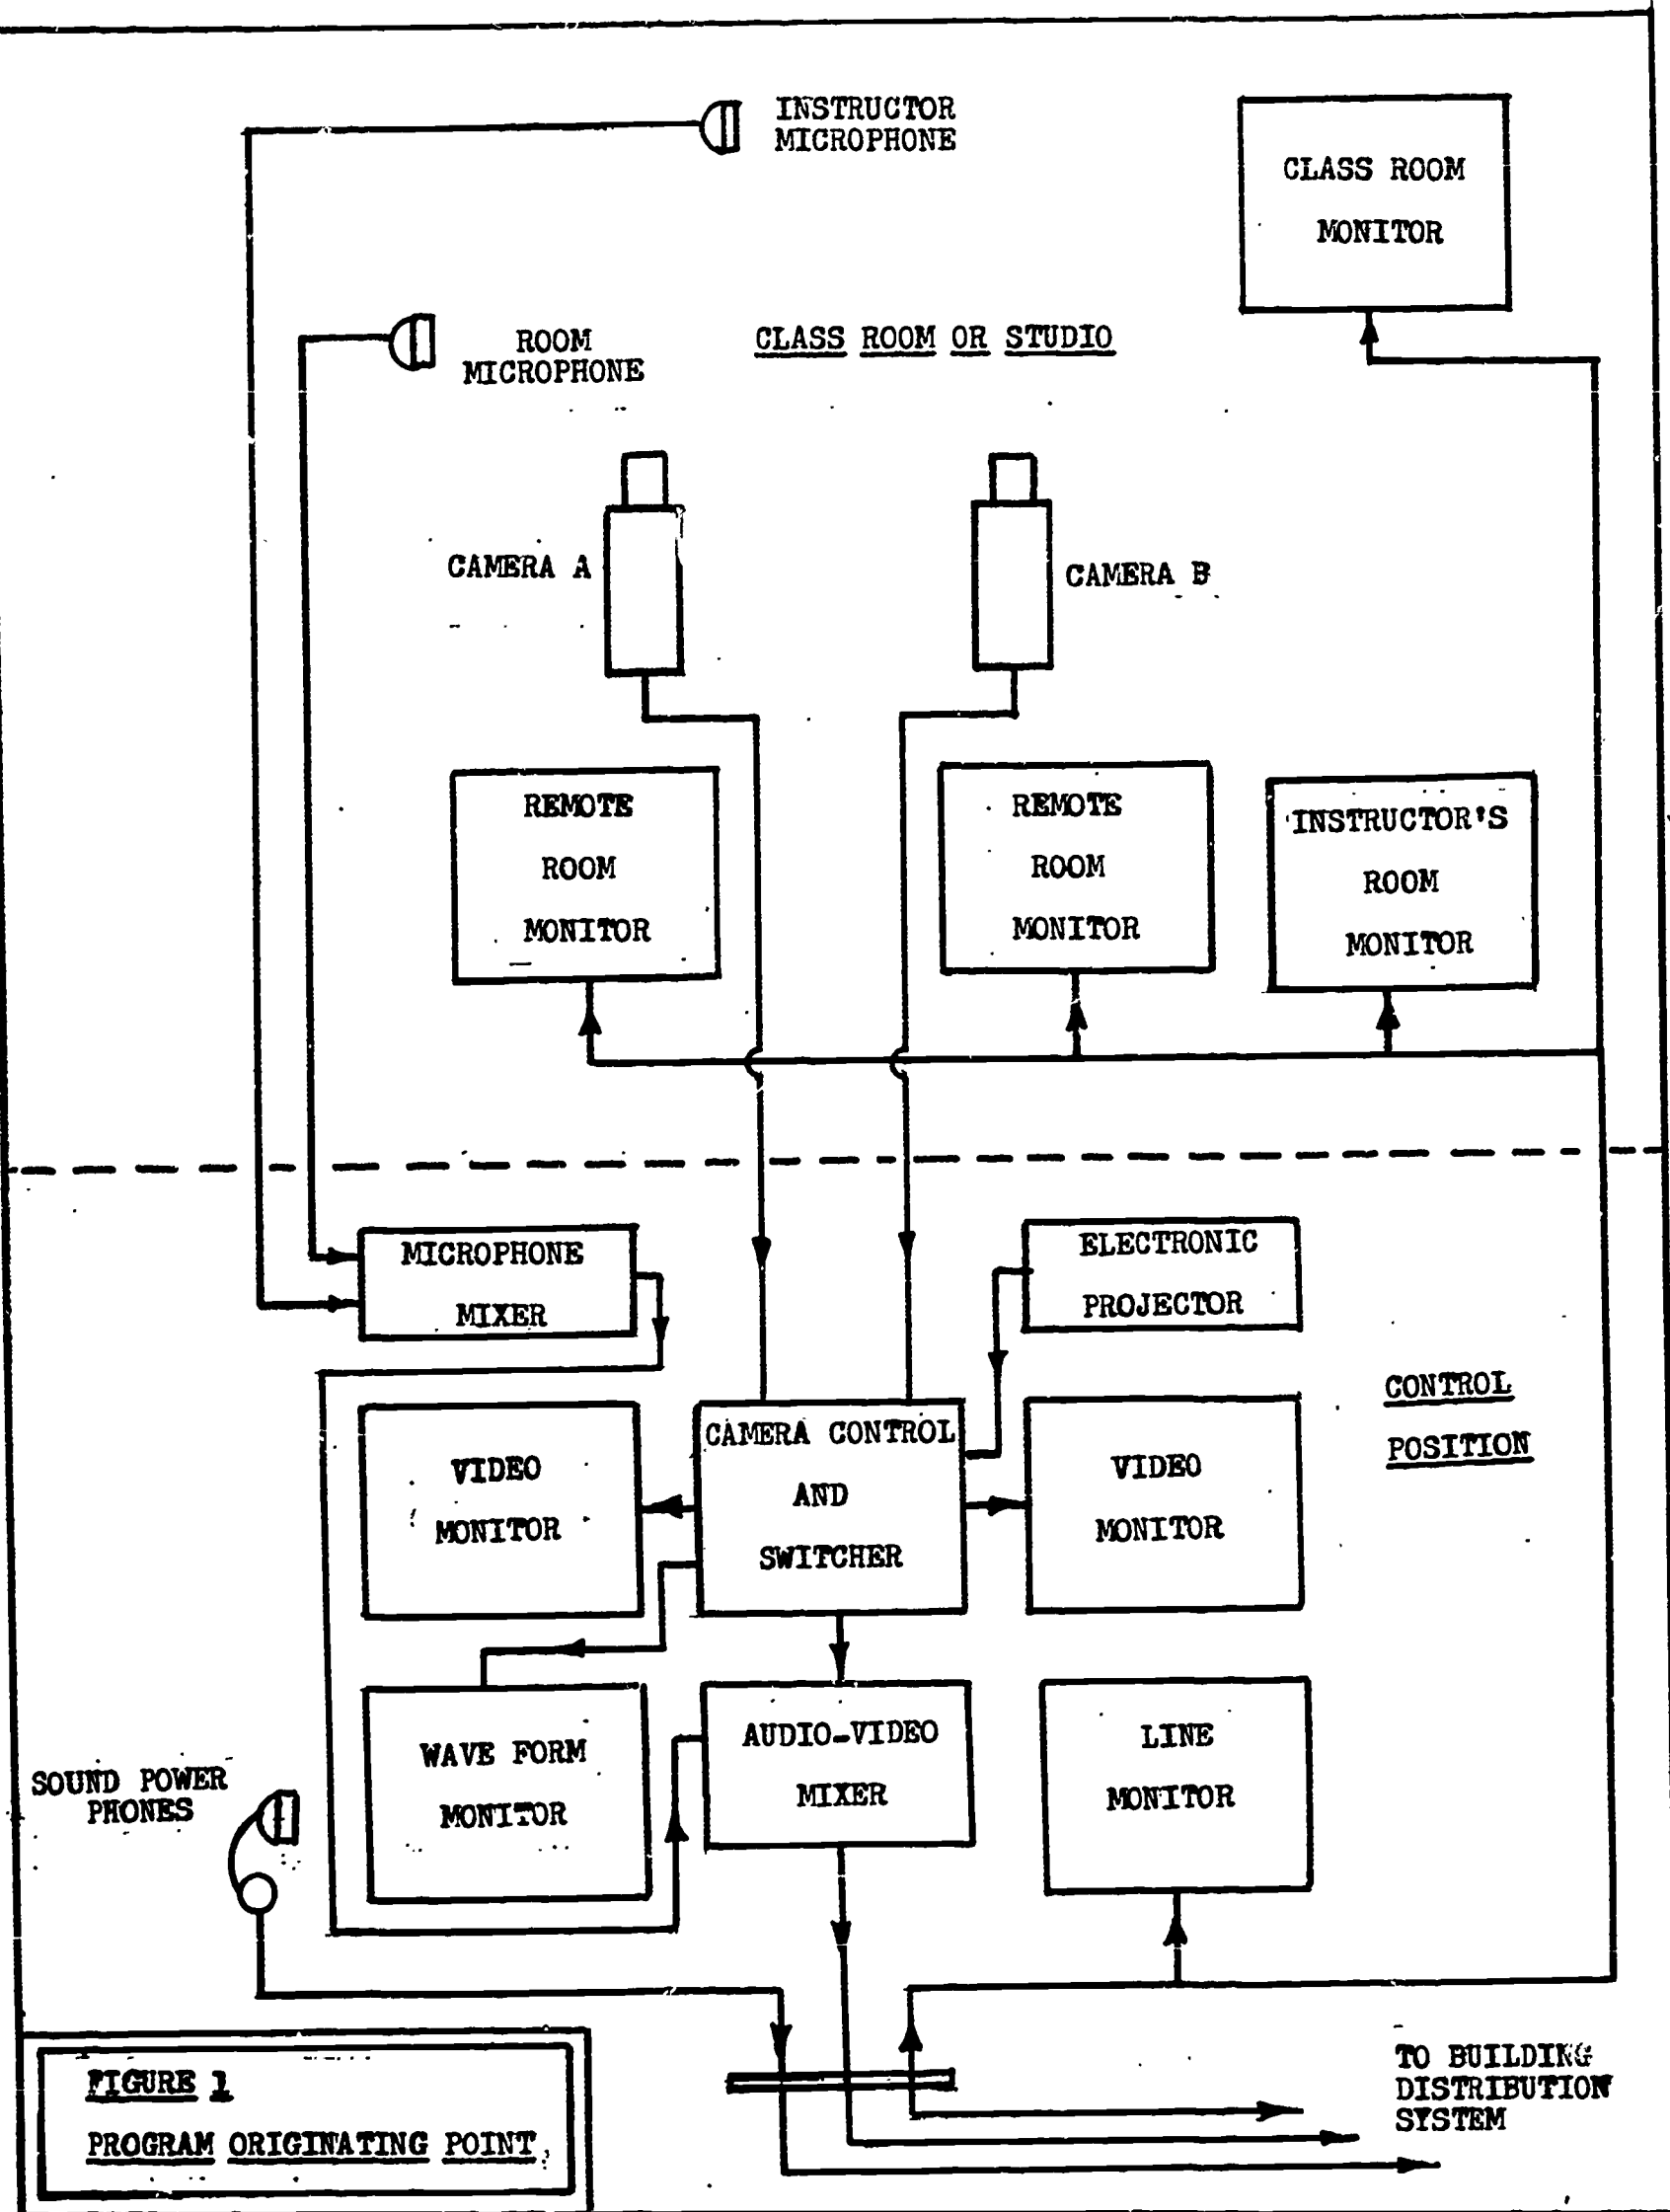 INSTRUCTOR
MICROPHONE
CLASS ROOM
MONITOR
ROOM
MICROPHONE
CLASS ROOM OR STUDIO
CAMERA A
CAMERA B
REMOTE
ROOM
MONITOR
REMOTE
ROOM
MONITOR
INSTRUCTOR'S
ROOM
MONITOR
MICROPHONE
MIXER
ELECTRONIC
PROJECTOR
CONTROL
POSITION
VIDEO
MONITOR
CAMERA CONTROL
AND
SWITCHER
VIDEO
MONITOR
WAVE FORM
MONITOR
AUDIO-VIDEO
MIXER
LINE
MONITOR
SOUND POWER
PHONES
TO BUILDING
DISTRIBUTION
SYSTEM
FIGURE 1
PROGRAM ORIGINATING POINT